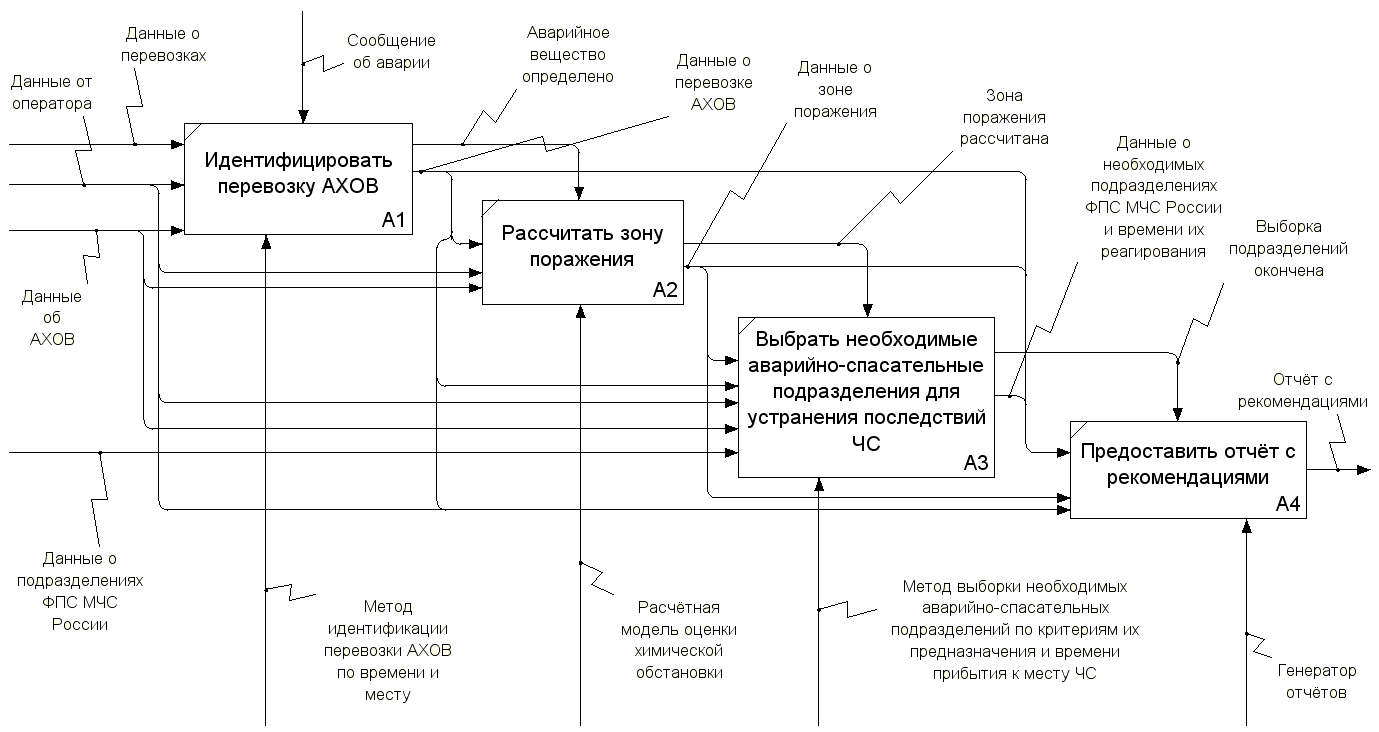 Данные о
перевозках
Данные от
оператора
Сообщение
об аварии
Аварийное
вещество
определено
Данные о
перевозке
АХОВ
Данные о
зоне
поражения
Зона
поражения
рассчитана
Данные о
необходимых
подразделениях
ФПС МЧС России
и времени их
реагирования
Выборка
подразделений
окончена
Идентифицировать
перевозку АХОВ
A1
Рассчитать зону
поражения
A2
Данные
об
АХОВ
Выбрать необходимые
аварийно-спасательные
подразделения для
устранения последствий
ЧС
A3
Отчёт с
рекомендациями
Предоставить отчёт с
рекомендациями
A4
Данные о
подразделениях
ФПС МЧС
России
Метод
идентификации
перевозки АХОВ
по времени и
месту
Расчётная
модель оценки
химической
обстановки
Метод выборки необходимых
аварийно-спасательных
подразделений по критериям их
предназначения и времени
прибытия к месту ЧС
Генератор
отчётов